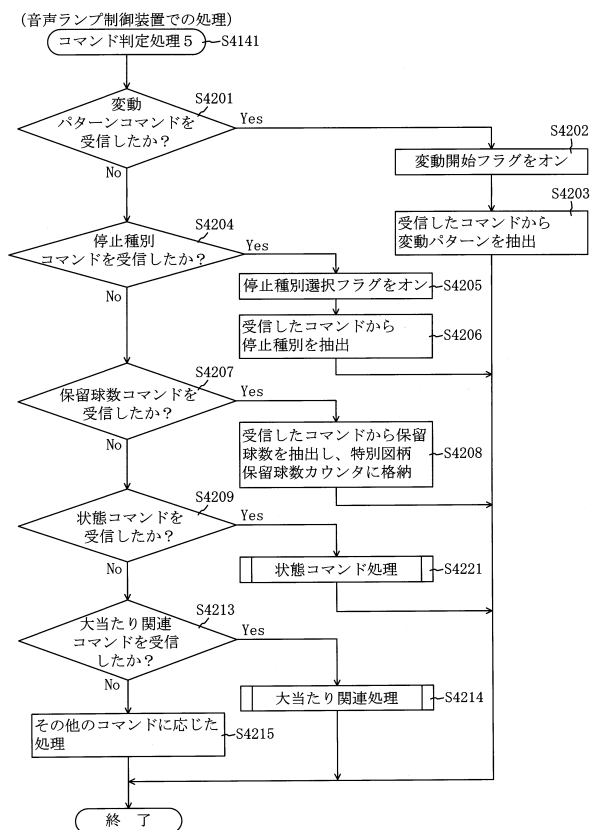 (音声ランプ制御装置での処理)
コマンド判定処理5
S4141
変動
パターンコマンドを
受信したか?
S4201
Yes
No
S4202
変動開始フラグをオン
S4203
受信したコマンドから
変動パターンを抽出
停止種別
コマンドを受信したか?
S4204
Yes
No
停止種別選択フラグをオン
S4205
受信したコマンドから
停止種別を抽出
S4206
保留球数コマンドを
受信したか?
S4207
Yes
No
受信したコマンドから保留
球数を抽出し、特別図柄
保留球数カウンタに格納
S4208
状態コマンドを
受信したか?
S4209
Yes
No
状態コマンド処理
S4221
大当たり関連
コマンドを受信
したか?
S4213
Yes
No
大当たり関連処理
S4214
その他のコマンドに応じた
処理
S4215
終 了